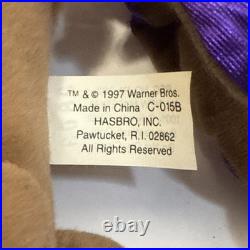 TM & © 1997 Warner Bros.
Made in China C-015B
HASBRO, INC.
Pawtucket, R.I. 02862
All Rights Reserved